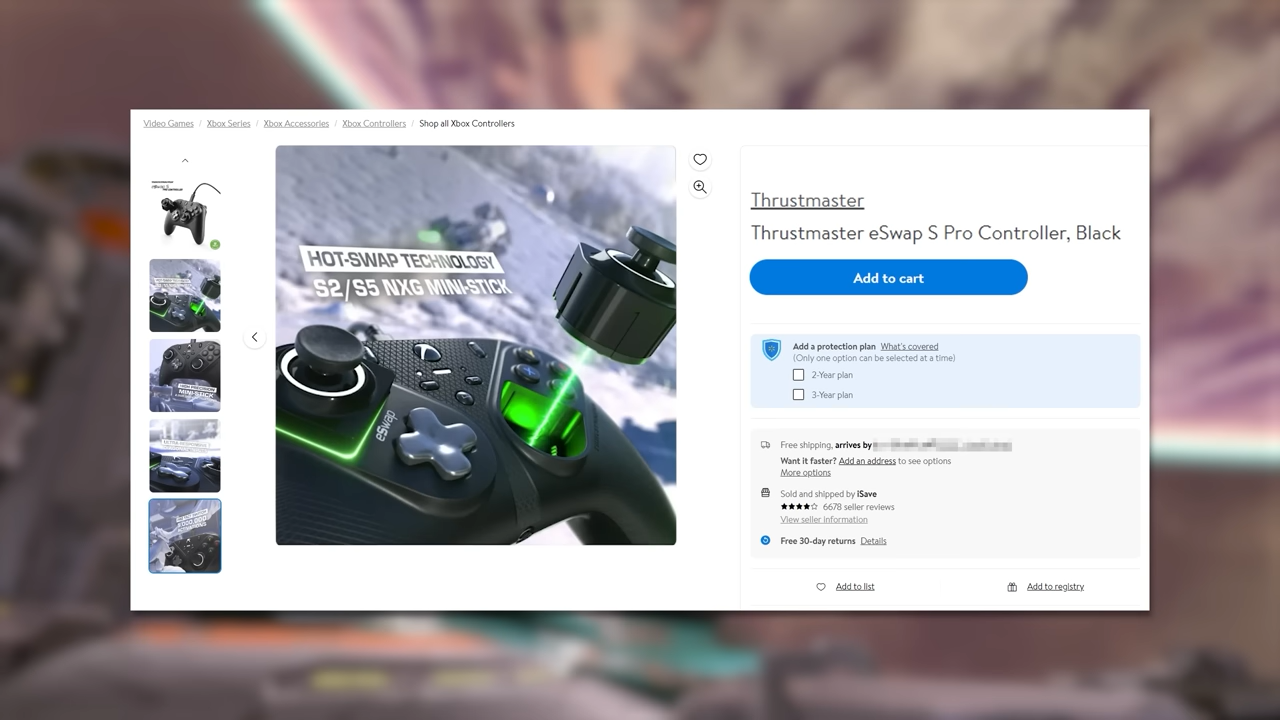 Video Games / Xbox Series / Xbox Accessories / Xbox Controllers / Shop all Xbox Controllers
HOT-SWAP TECHNOLOGY
S2/S5 NXG MINI-STICK
eSwap
Thrustmaster
Thrustmaster eSwap S Pro Controller, Black
Add to cart
Add a protection plan What's covered
(Only one option can be selected at a time)
2-Year plan
3-Year plan
Free shipping, arrives by
Want it faster? Add an address to see options
More options
Sold and shipped by iSave
6678 seller reviews
View seller information
Free 30-day returns Details
Add to list
Add to registry